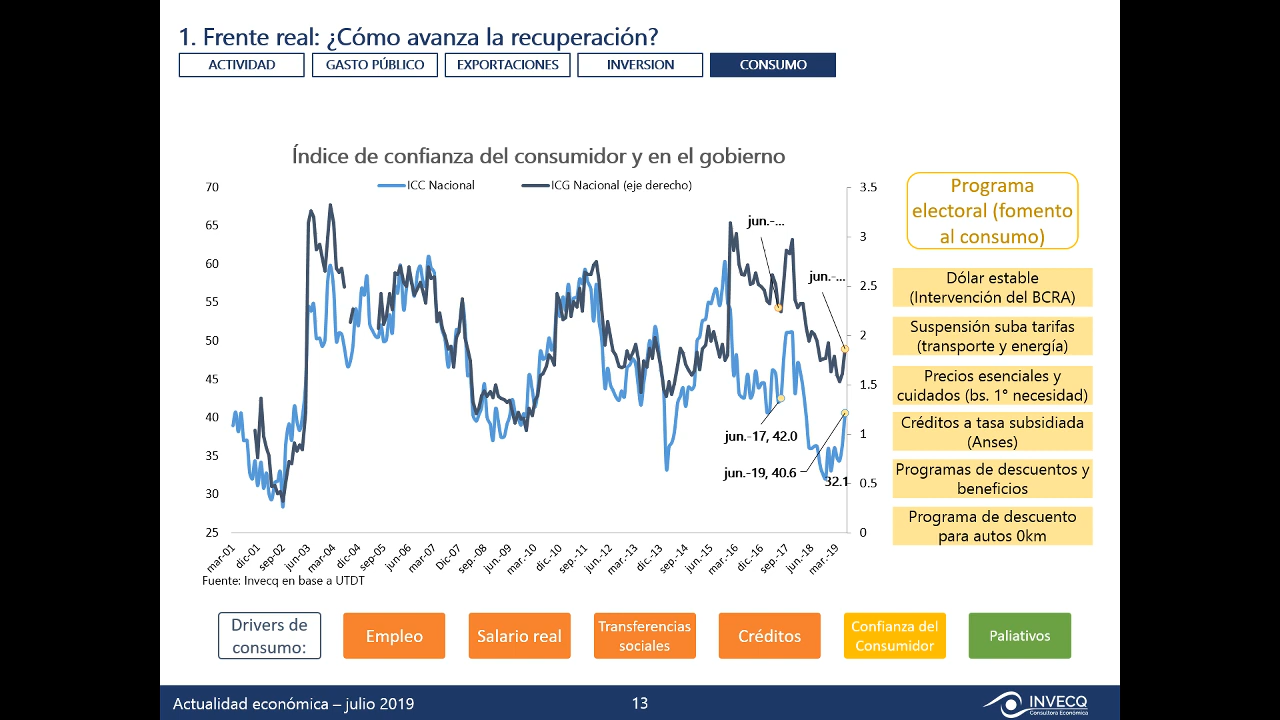 1. Frente real: ¿Cómo avanza la recuperación?
ACTIVIDAD
GASTO PÚBLICO
EXPORTACIONES
INVERSION
CONSUMO
Índice de confianza del consumidor y en el gobierno
ICC Nacional
ICG Nacional (eje derecho)
70
65
60
55
50
45
40
35
30
25
3.5
3
2.5
2
1.5
1
0.5
0
jun.-...
jun.-...
jun.-17, 42.0
jun.-19, 40.6
32.1
mar-01
dic-01
sep-02
jun-03
mar-04
dic-04
sep-05
jun-06
mar-07
Dic-07
sep.-08
jun.-09
mar.-10
dic.-10
sep.-11
jun.-12
mar.-13
dic.-13
sep.-14
jun.-15
mar.-16
dic.-16
sep.-17
jun.-18
mar.-19
Fuente: Invecq en base a UTDT
Programa
electoral (fomento
al consumo)
Dólar estable
(Intervención del BCRA)
Suspensión suba tarifas
(transporte y energía)
Precios esenciales y
cuidados (bs. 1° necesidad)
Créditos a tasa subsidiada
(Anses)
Programas de descuentos y
beneficios
Programa de descuento
para autos 0km
Drivers de
consumo:
Empleo
Salario real
Transferencias
sociales
Créditos
Confianza del
Consumidor
Paliativos
Actualidad económica – julio 2019
13
INVECQ
Consultora Económica